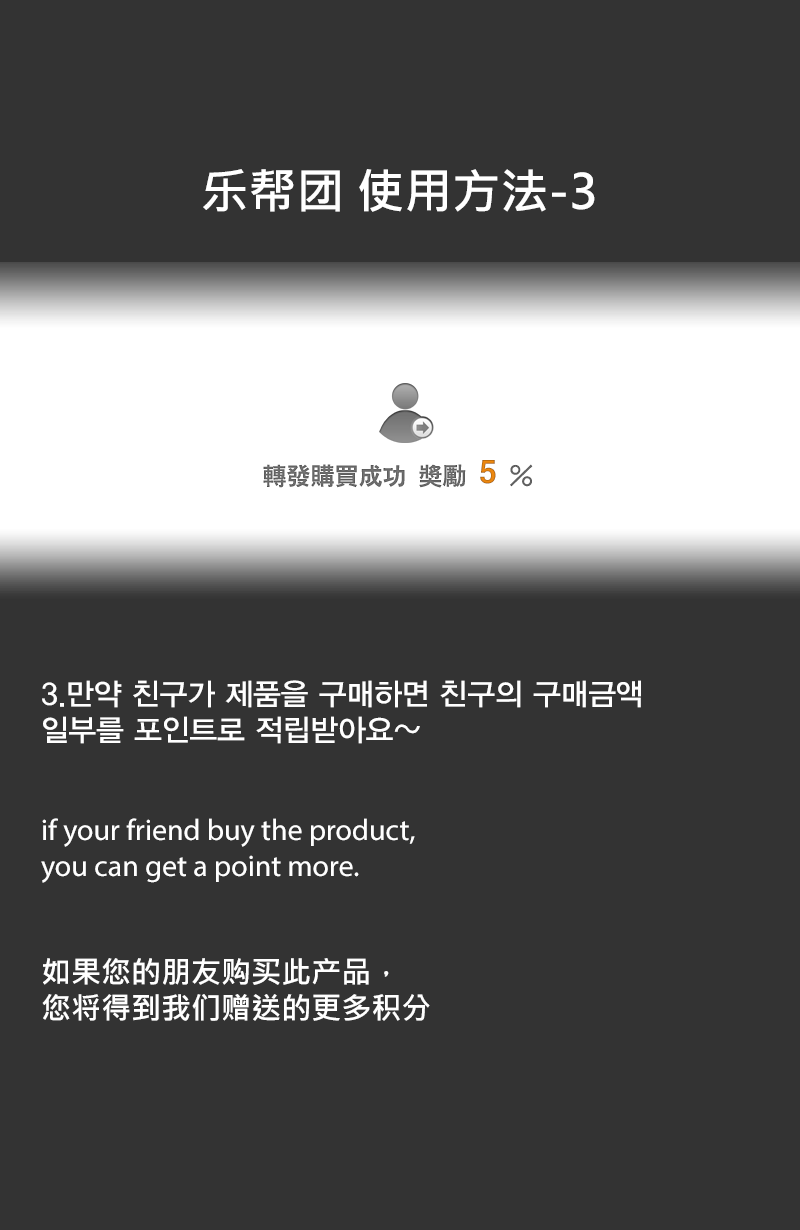 乐帮团 使用方法-3
轉發購買成功 獎勵 5 %
3.만약 친구가 제품을 구매하면 친구의 구매금액
일부를 포인트로 적립받아요～
if your friend buy the product,
you can get a point more.
如果您的朋友购买此产品，
您将得到我们赠送的更多积分